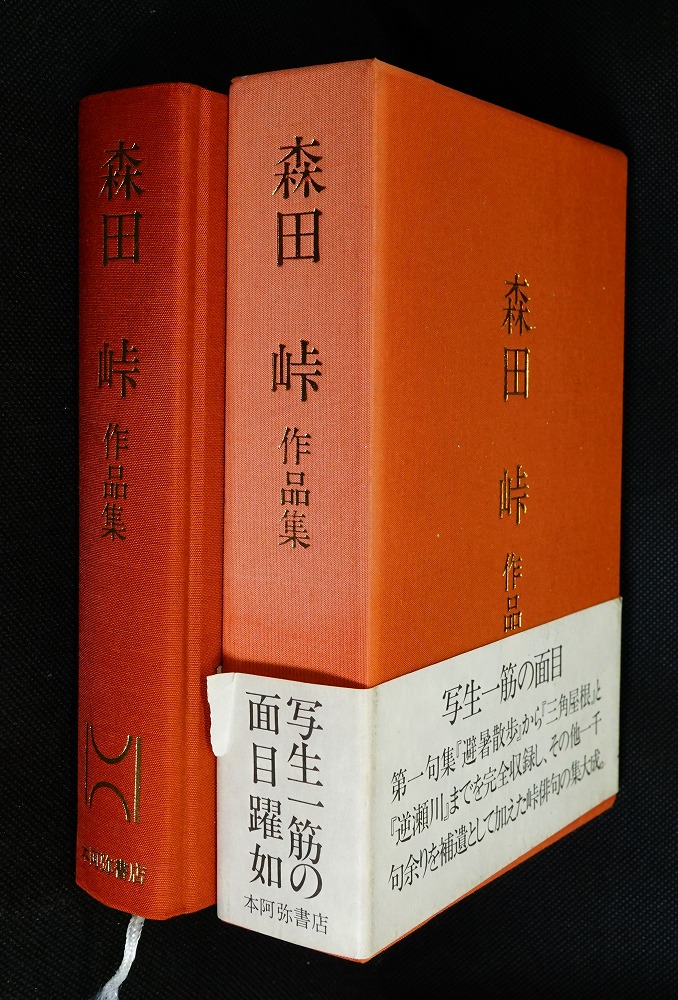 森田 峠 作品集
本阿弥書店
森田 峠 作品集
写生一筋の
面目躍如
本阿弥書店
森田 峠 作品
写生一筋の面目
第一句集『避暑散歩』から『三角屋根』と
『逆瀬川』までを完全収録し、その他一千
句余りを補遺として加えた峠俳句の集大成。